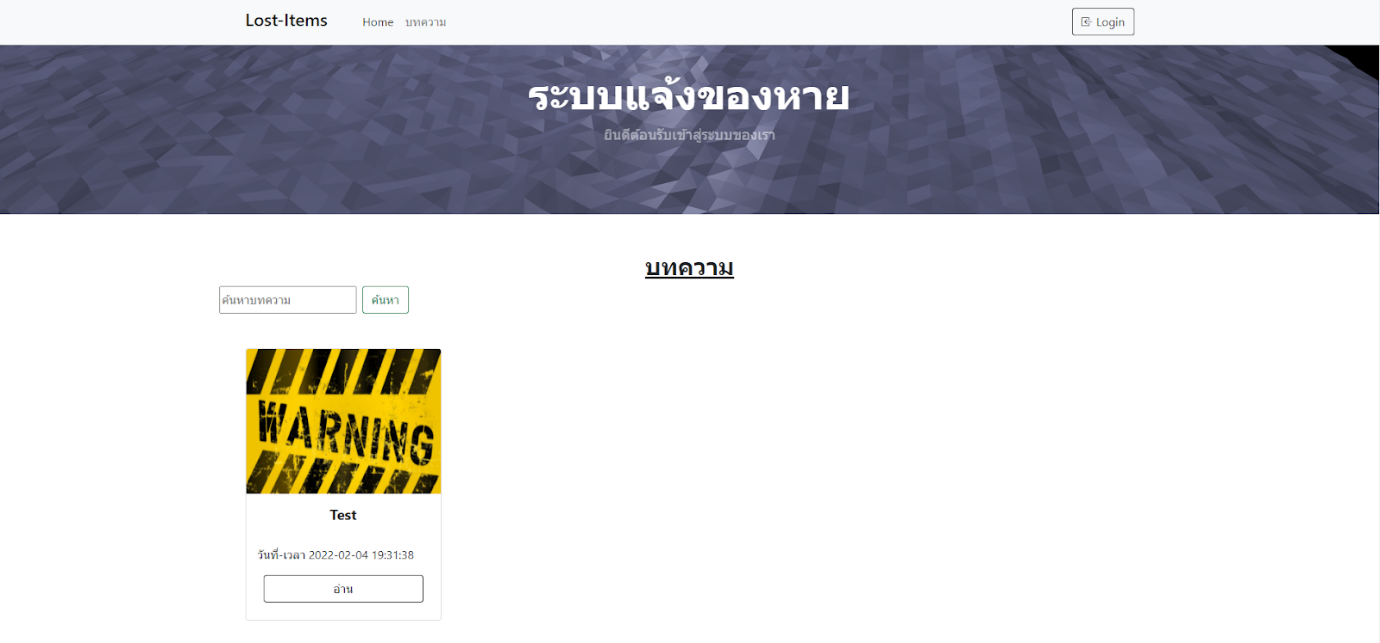 Lost-Items Home บทความ Login
ระบบแจ้งของหาย
ยินดีต้อนรับเข้าสู่ระบบของเรา
บทความ
ค้นหาบทความ ค้นหา
WARNING
Test
วันที่-เวลา 2022-02-04 19:31:38
อ่าน